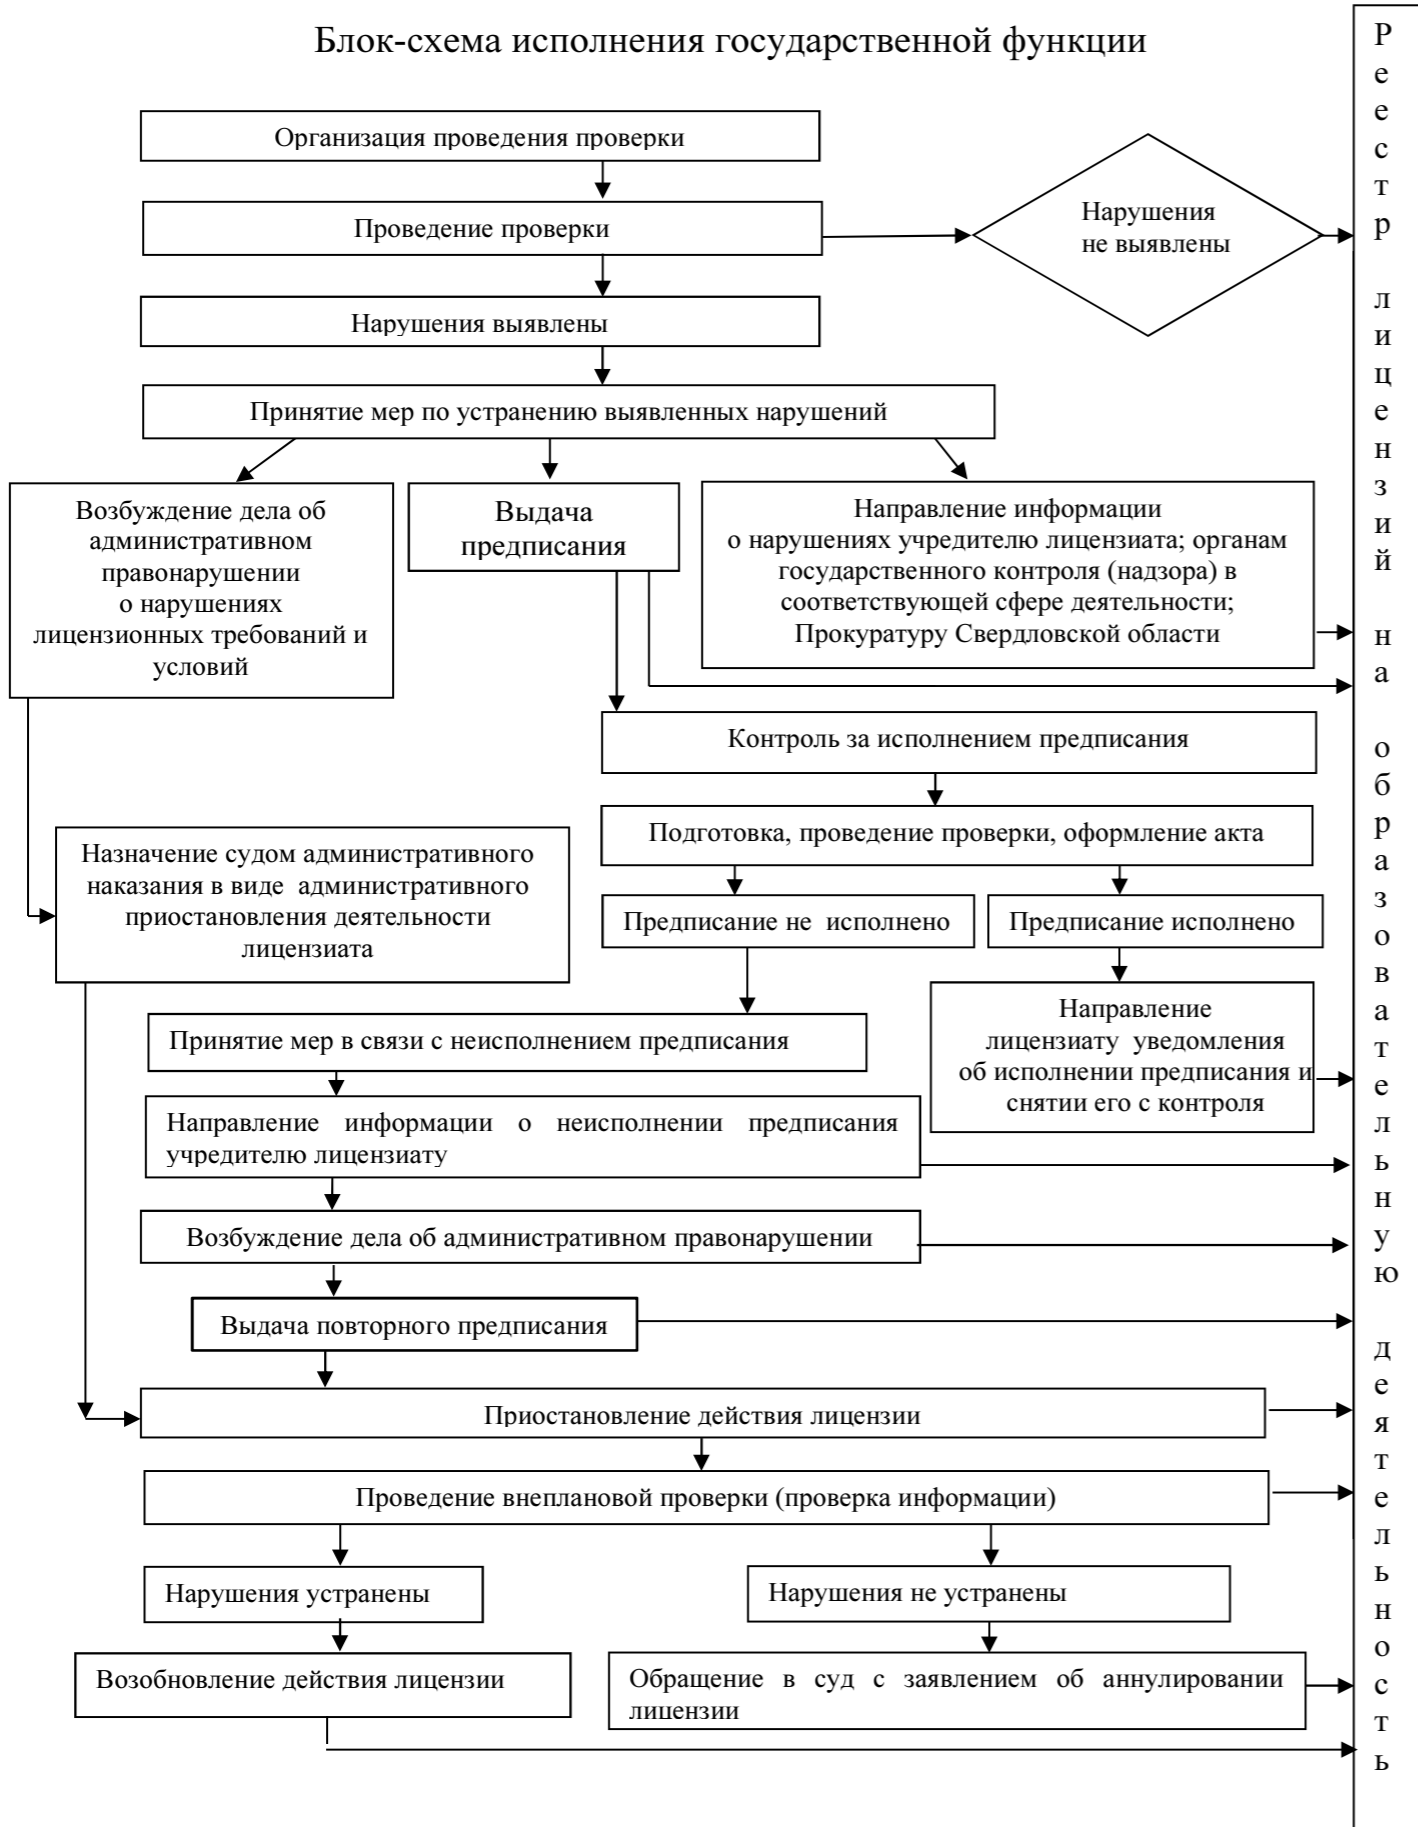 Блок-схема исполнения государственной функции
Организация проведения проверки
Проведение проверки
Нарушения
не выявлены
Нарушения выявлены
Принятие мер по устранению выявленных нарушений
Возбуждение дела об
административном
правонарушении
о нарушениях
лицензионных требований и
условий
Выдача
предписания
Направление информации
о нарушениях учредителю лицензиата; органам
государственного контроля (надзора) в
соответствующей сфере деятельности;
Прокуратуру Свердловской области
Контроль за исполнением предписания
Подготовка, проведение проверки, оформление акта
Назначение судом административного
наказания в виде административного
приостановления деятельности
лицензиата
Предписание не исполнено
Предписание исполнено
Направление
лицензиату уведомления
об исполнении предписания и
снятии его с контроля
Принятие мер в связи с неисполнением предписания
Направление информации о неисполнении предписания
учредителю лицензиату
Возбуждение дела об административном правонарушении
Выдача повторного предписания
Приостановление действия лицензии
Проведение внеплановой проверки (проверка информации)
Нарушения устранены
Нарушения не устранены
Возобновление действия лицензии
Обращение в суд с заявлением об аннулировании
лицензии
Реестр лицензий на образовательную деятельность